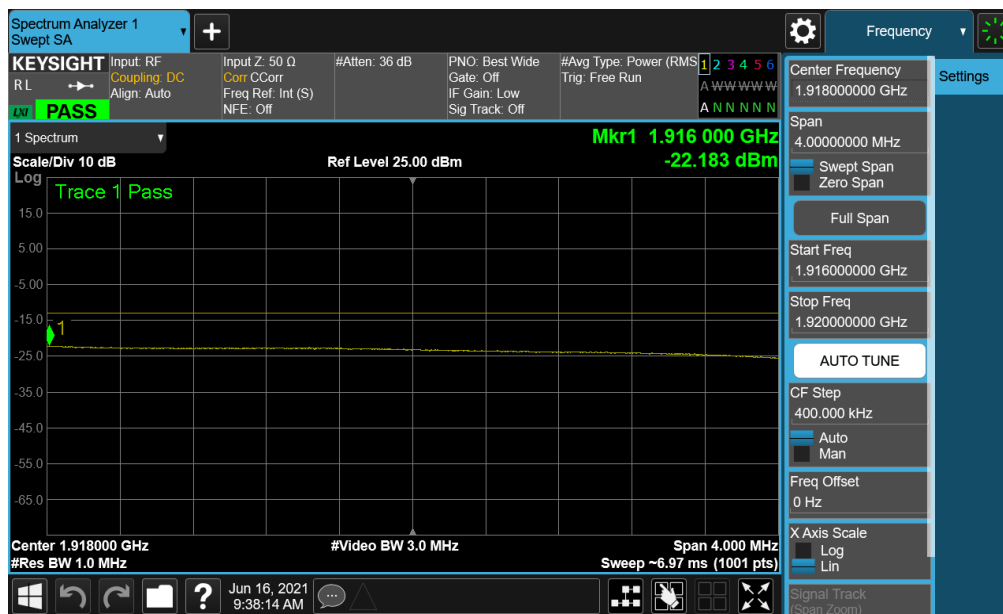 Spectrum Analyzer 1
Swept SA
Frequency
KEYSIGHT
R L
LXI
PASS
Input: RF
Coupling: DC
Align: Auto
Input Z: 50 Ω
Corr CCorr
Freq Ref: Int (S)
NFE: Off
#Atten: 36 dB
PNO: Best Wide
Gate: Off
IF Gain: Low
Sig Track: Off
#Avg Type: Power (RMS
Trig: Free Run
1 2 3 4 5 6
A W W W W W
A N N N N N
1 Spectrum
Mkr1 1.916 000 GHz
Scale/Div 10 dB
Ref Level 25.00 dBm
-22.183 dBm
Log
Trace 1 Pass
15.0
5.00
-5.00
-15.0
1
-25.0
-35.0
-45.0
-55.0
-65.0
Center 1.918000 GHz
#Video BW 3.0 MHz
Span 4.000 MHz
#Res BW 1.0 MHz
Sweep ~6.97 ms (1001 pts)
?
Jun 16, 2021
9:38:14 AM
Center Frequency
1.918000000 GHz
Settings
Span
4.00000000 MHz
Swept Span
Zero Span
Full Span
Start Freq
1.916000000 GHz
Stop Freq
1.920000000 GHz
AUTO TUNE
CF Step
400.000 kHz
Auto
Man
Freq Offset
0 Hz
X Axis Scale
Log
Lin
Signal Track
(Span Zoom)